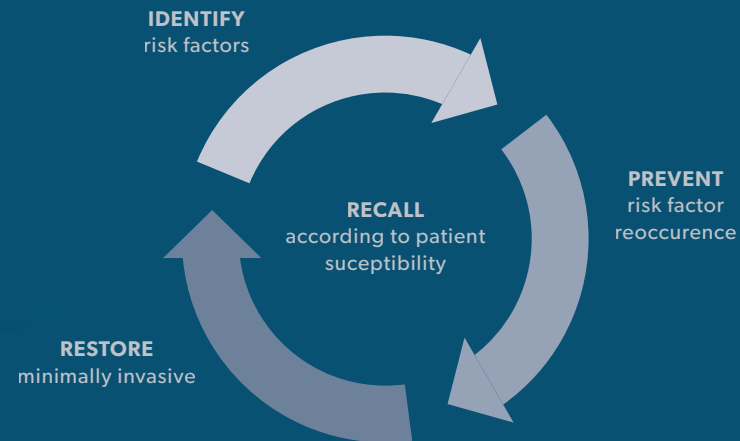 IDENTIFY
risk factors
PREVENT
risk factor
reoccurence
RECALL
according to patient
suceptibility
RESTORE
minimally invasive